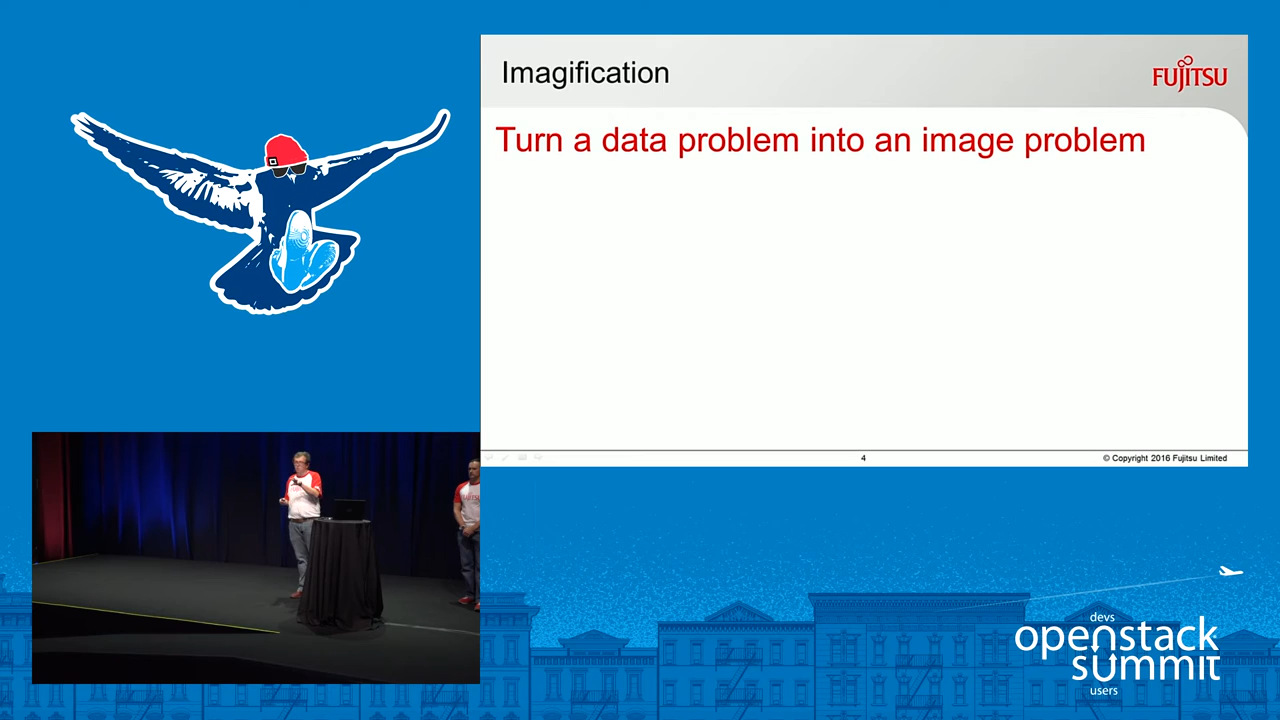 Imagification
FUJITSU
Turn a data problem into an image problem
4
© Copyright 2016 Fujitsu Limited
devs
openstack
summit
users